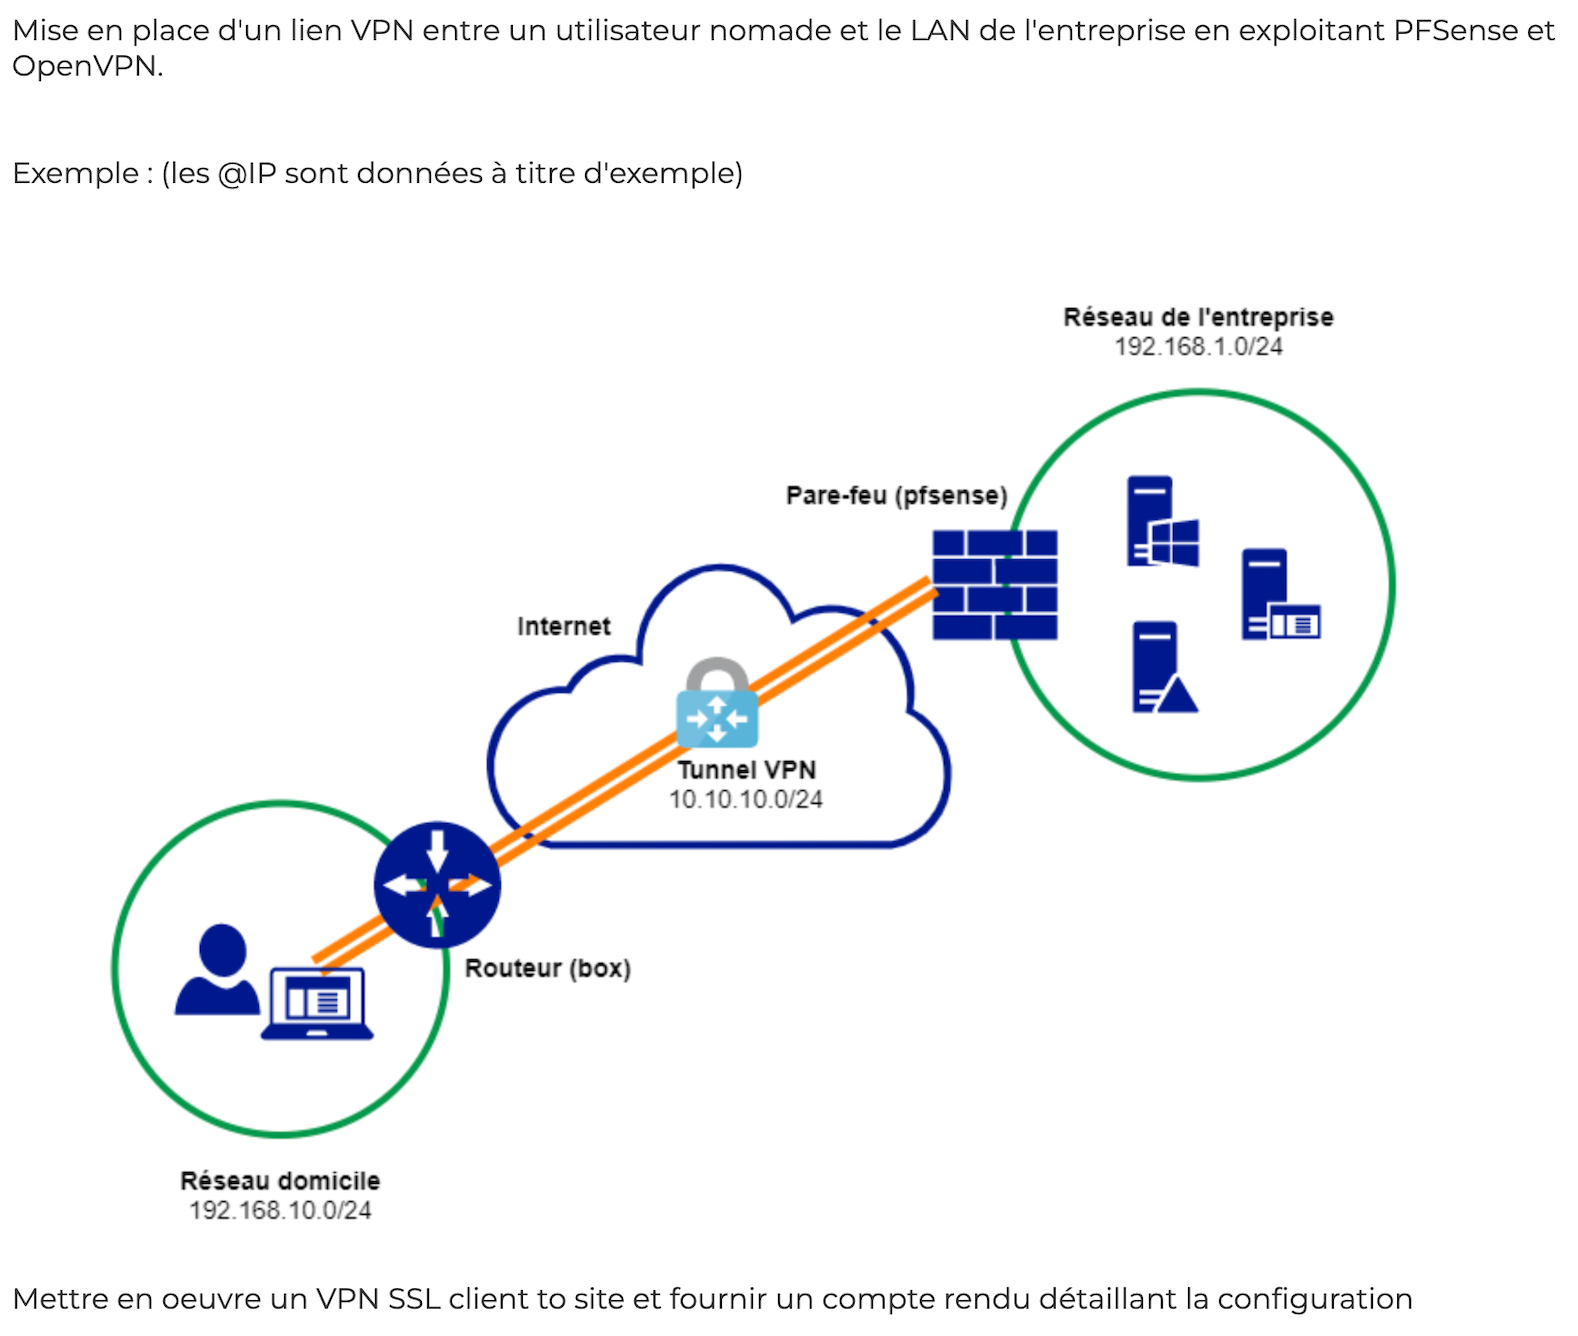 Mise en place d'un lien VPN entre un utilisateur nomade et le LAN de l'entreprise en exploitant PFSense et
OpenVPN.
Exemple : (les @IP sont données à titre d'exemple)
Réseau de l'entreprise
192.168.1.0/24
Pare-feu (pfsense)
Internet
Tunnel VPN
10.10.10.0/24
Routeur (box)
Réseau domicile
192.168.10.0/24
Mettre en oeuvre un VPN SSL client to site et fournir un compte rendu détaillant la configuration